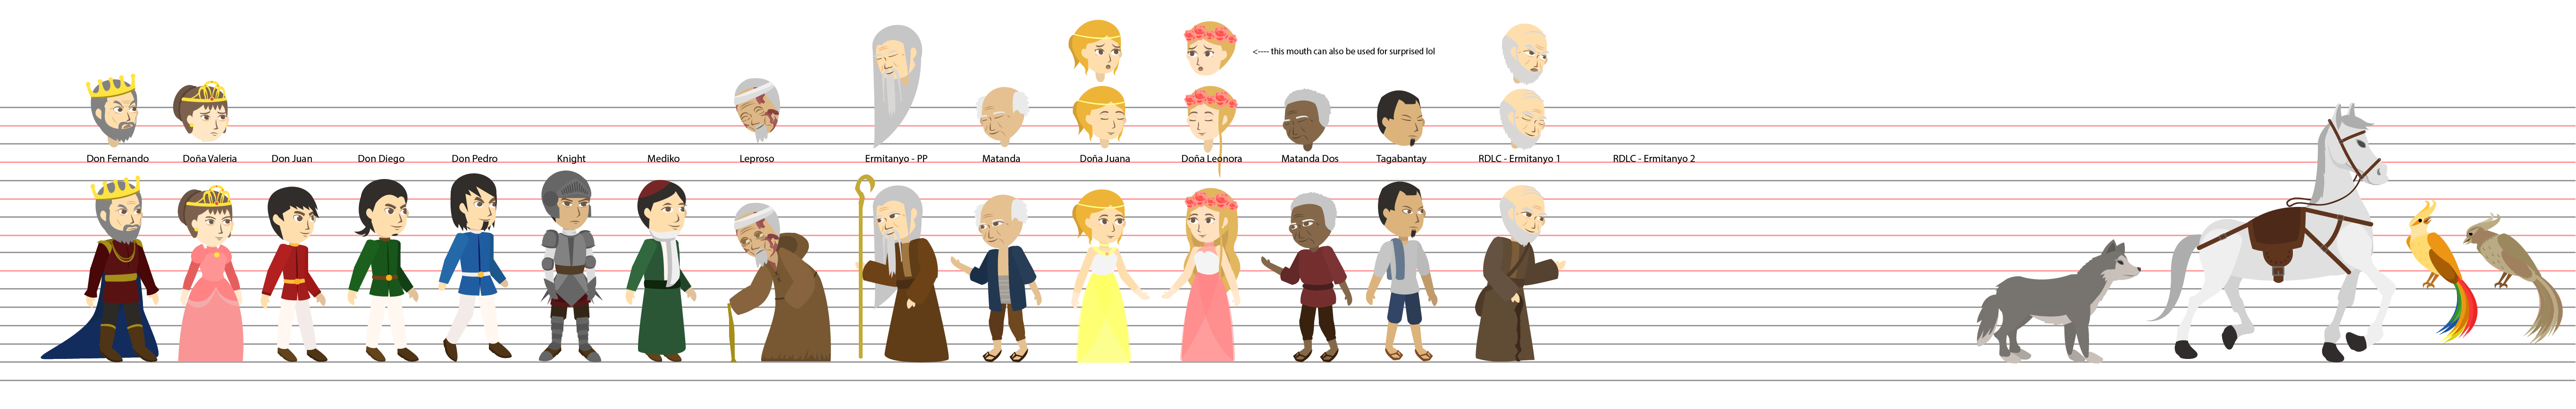 <---- this mouth can also be used for surprised lol
Don Fernando
Doña Valeria
Don Juan
Don Diego
Don Pedro
Knight
Mediko
Leproso
Ermitanyo - PP
Matanda
Doña Juana
Doña Leonora
Matanda Dos
Tagabantay
RDLC - Ermitanyo 1
RDLC - Ermitanyo 2